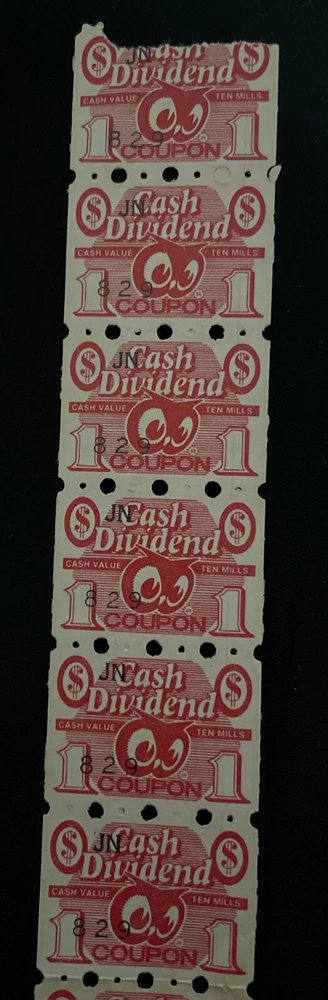 JN Cash
$ Dividend $
CASH VALUE TEN MILLS
1 829 ® 1
COUPON
JN Cash
$ Dividend $
CASH VALUE TEN MILLS
1 829 ® 1
COUPON
JN Cash
$ Dividend $
CASH VALUE TEN MILLS
1 829 ® 1
COUPON
JN Cash
$ Dividend $
CASH VALUE TEN MILLS
1 829 ® 1
COUPON
JN Cash
$ Dividend $
CASH VALUE TEN MILLS
1 829 ® 1
COUPON
JN Cash
$ Dividend $
CASH VALUE TEN MILLS
1 829 ® 1
COUPON